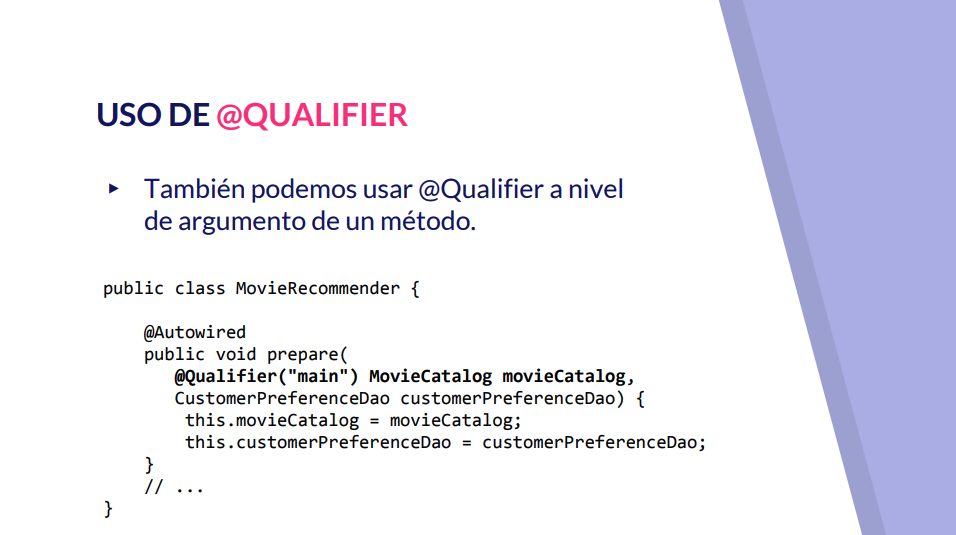 USO DE @QUALIFIER
▸ También podemos usar @Qualifier a nivel
de argumento de un método.
public class MovieRecommender {
@Autowired
public void prepare(
@Qualifier("main") MovieCatalog movieCatalog,
CustomerPreferenceDao customerPreferenceDao) {
this.movieCatalog = movieCatalog;
this.customerPreferenceDao = customerPreferenceDao;
}
// ...
}